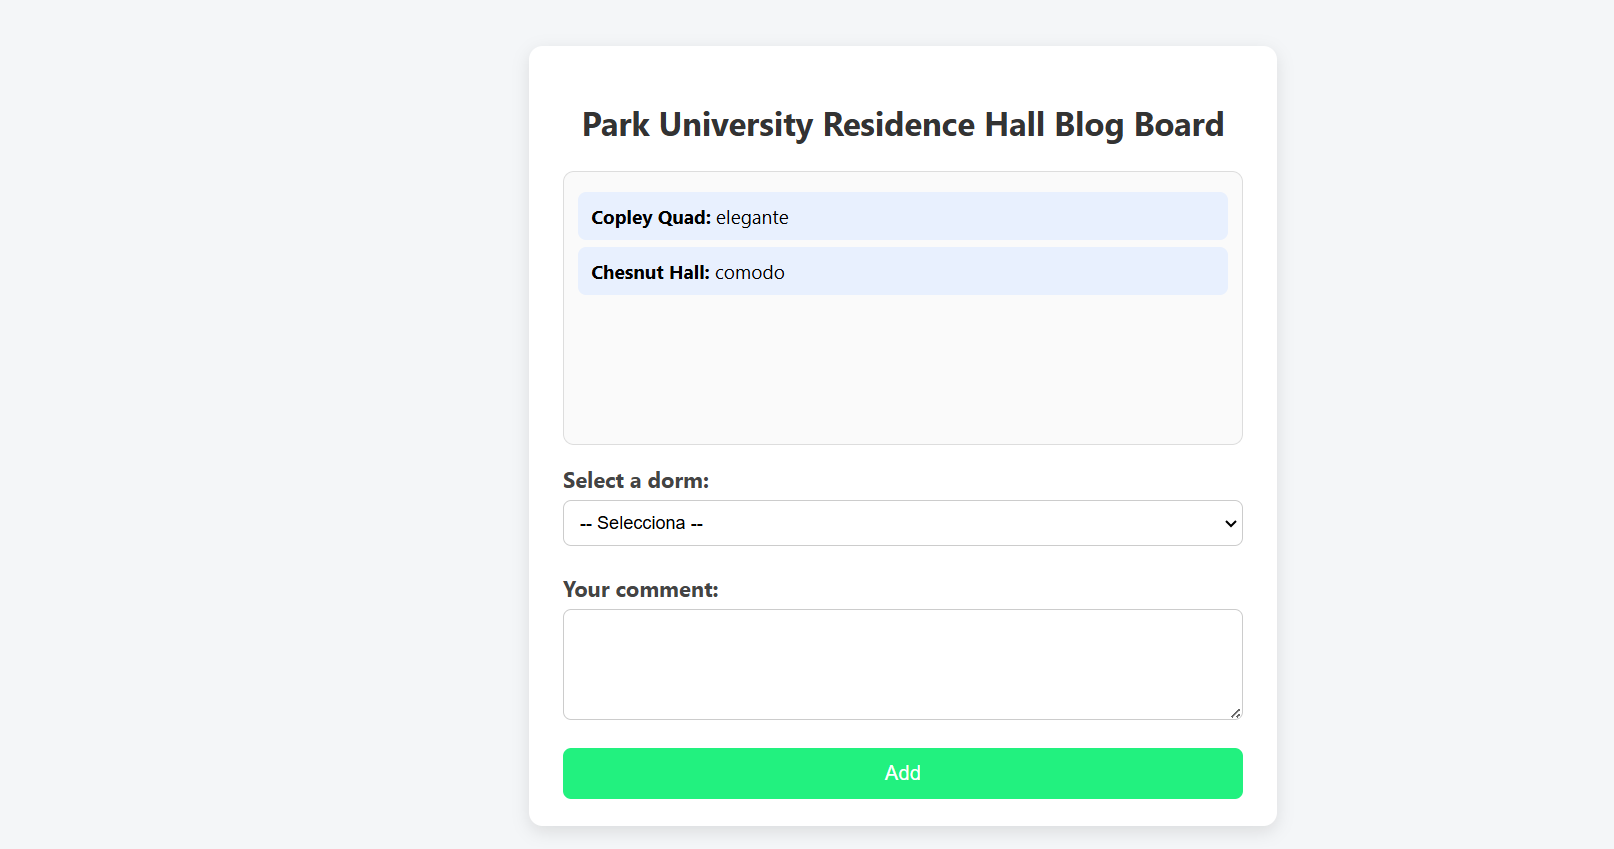 Park University Residence Hall Blog Board
Copley Quad: elegante
Chesnut Hall: comodo
Select a dorm:
-- Selecciona --
Your comment:
Add